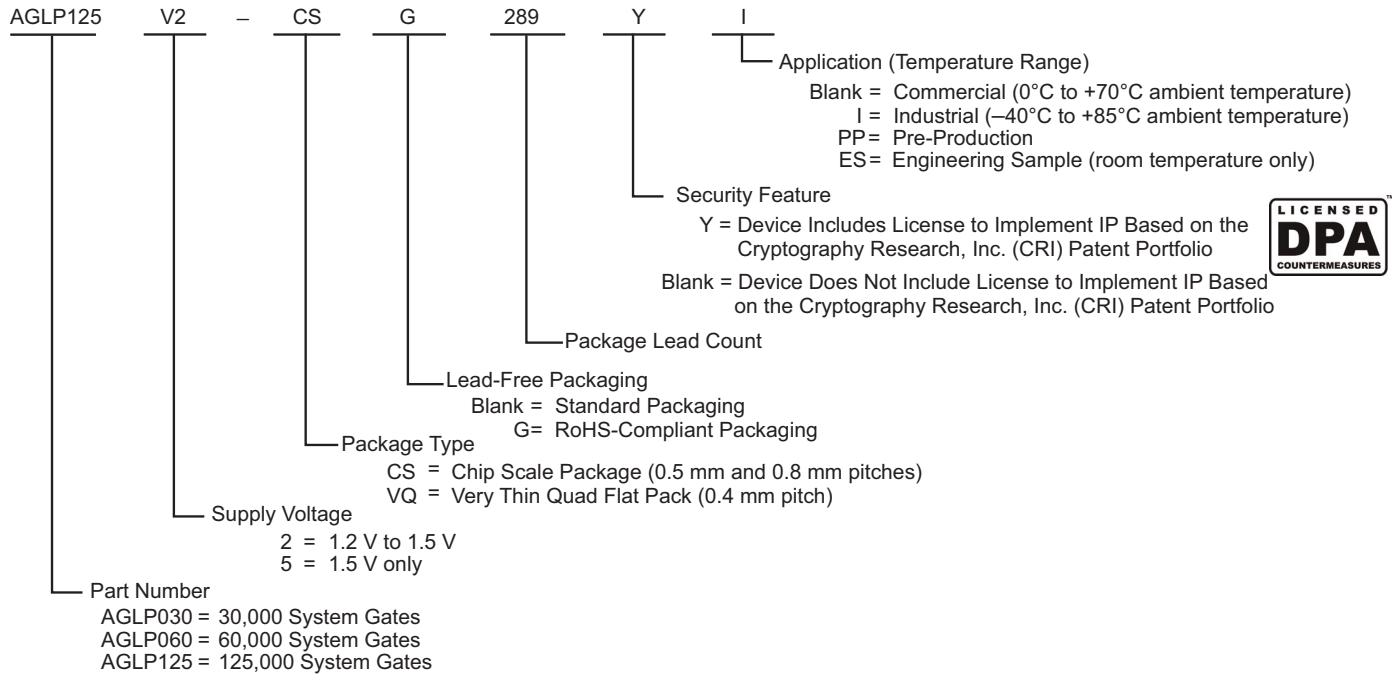 AGLP125 V2 – CS G 289 Y I
Application (Temperature Range)
Blank = Commercial (0°C to +70°C ambient temperature)
I = Industrial (–40°C to +85°C ambient temperature)
PP= Pre-Production
ES= Engineering Sample (room temperature only)
Security Feature
Y = Device Includes License to Implement IP Based on the
Cryptography Research, Inc. (CRI) Patent Portfolio
Blank = Device Does Not Include License to Implement IP Based
on the Cryptography Research, Inc. (CRI) Patent Portfolio
LICENSED ™
DPA
COUNTERMEASURES
Package Lead Count
Lead-Free Packaging
Blank = Standard Packaging
G= RoHS-Compliant Packaging
Package Type
CS = Chip Scale Package (0.5 mm and 0.8 mm pitches)
VQ = Very Thin Quad Flat Pack (0.4 mm pitch)
Supply Voltage
2 = 1.2 V to 1.5 V
5 = 1.5 V only
Part Number
AGLP030 = 30,000 System Gates
AGLP060 = 60,000 System Gates
AGLP125 = 125,000 System Gates